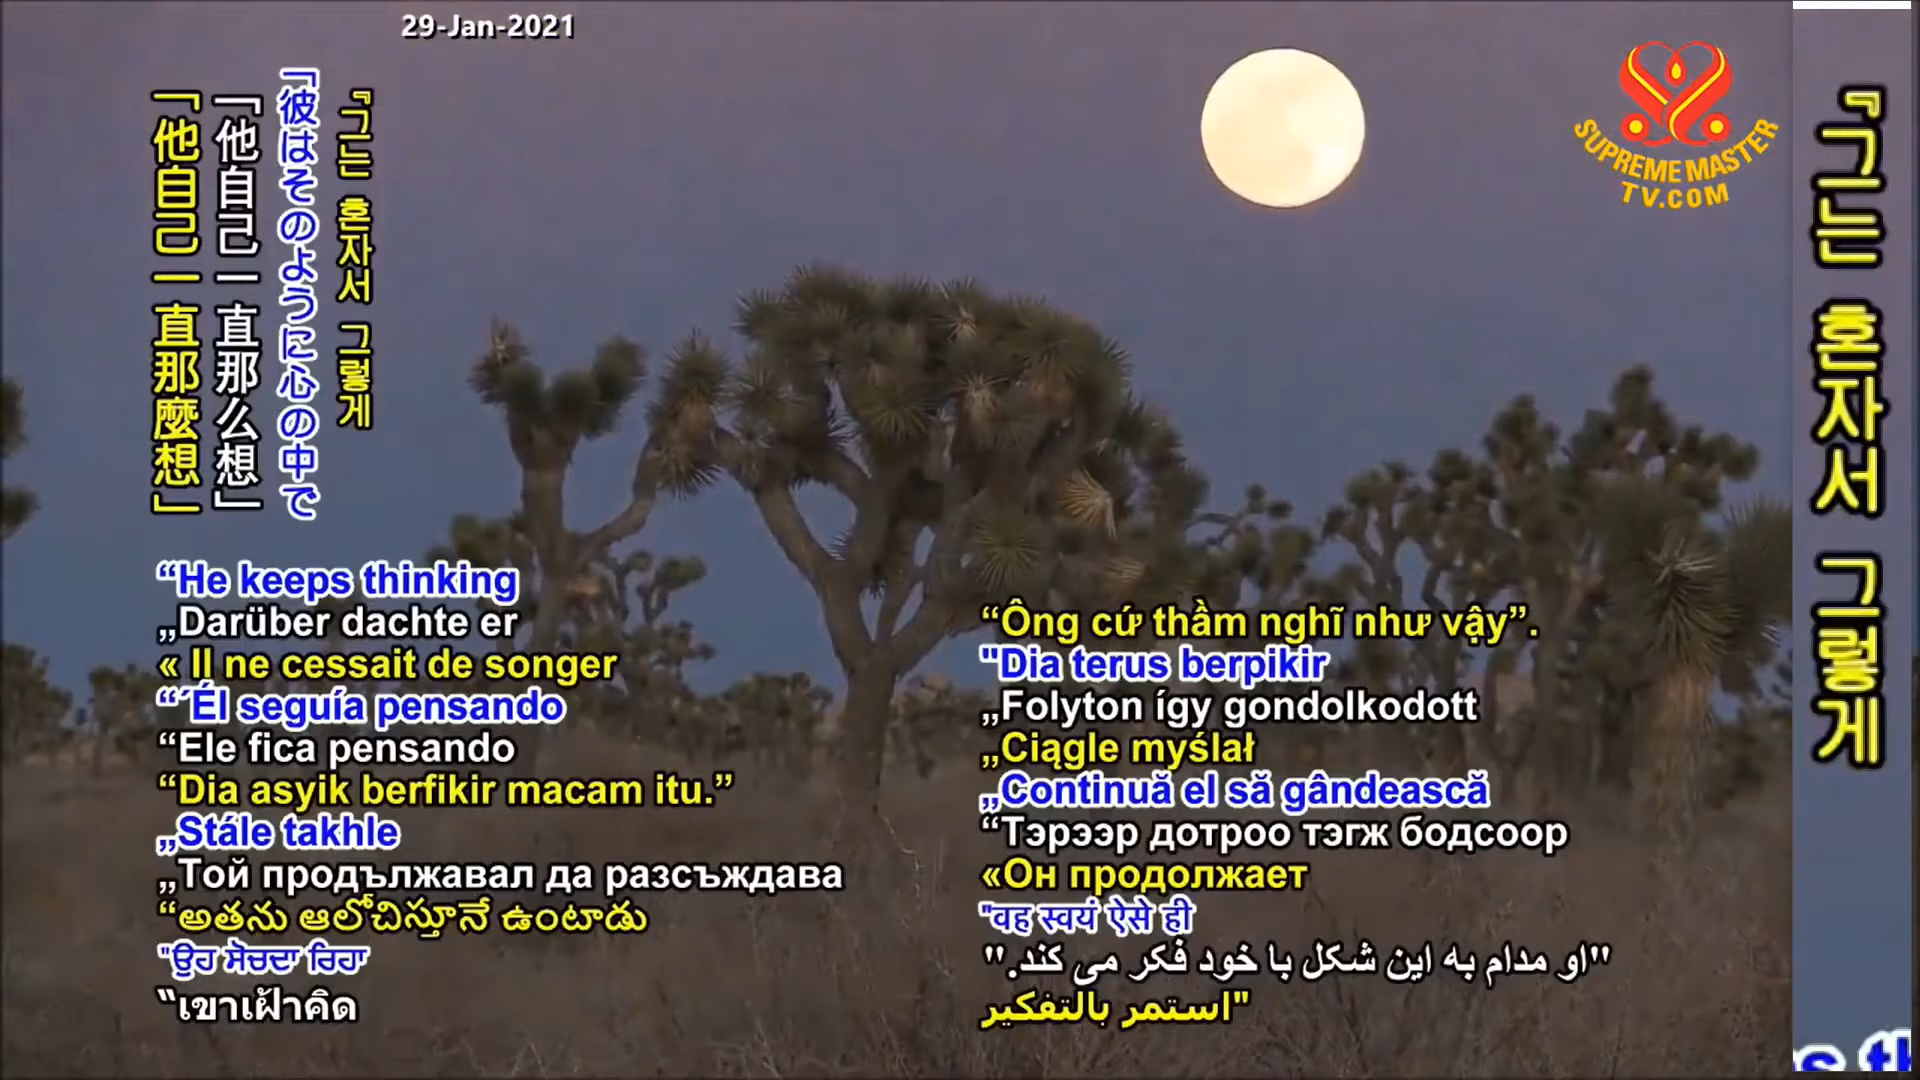 29-Jan-2021
SUPREME MASTER
TV.COM
『그는 혼자서 그렇게
「彼はそのように心の中で
「他自己一直那么想」
「他自己一直那麼想」
“He keeps thinking
„Darüber dachte er
« Il ne cessait de songer
“´Él seguía pensando
“Ele fica pensando
“Dia asyik berfikir macam itu.”
„Stále takhle
„Той продължавал да разсъждава
“అతను ఆలోచిస్తూనే ఉంటాడు
"ਉਹ ਸੋਚਦਾ ਰਿਹਾ
“เขาเฝ้าคิด
“Ông cứ thầm nghĩ như vậy”.
"Dia terus berpikir
„Folyton így gondolkodott
„Ciągle myślał
„Continuă el să gândească
“Тэрээр дотроо тэгж бодсоор
«Он продолжает
"वह स्वयं ऐसे ही
"او مدام به این شکل با خود فکر می کند."
"استمر بالتفكير
『그는 혼자서 그렇게